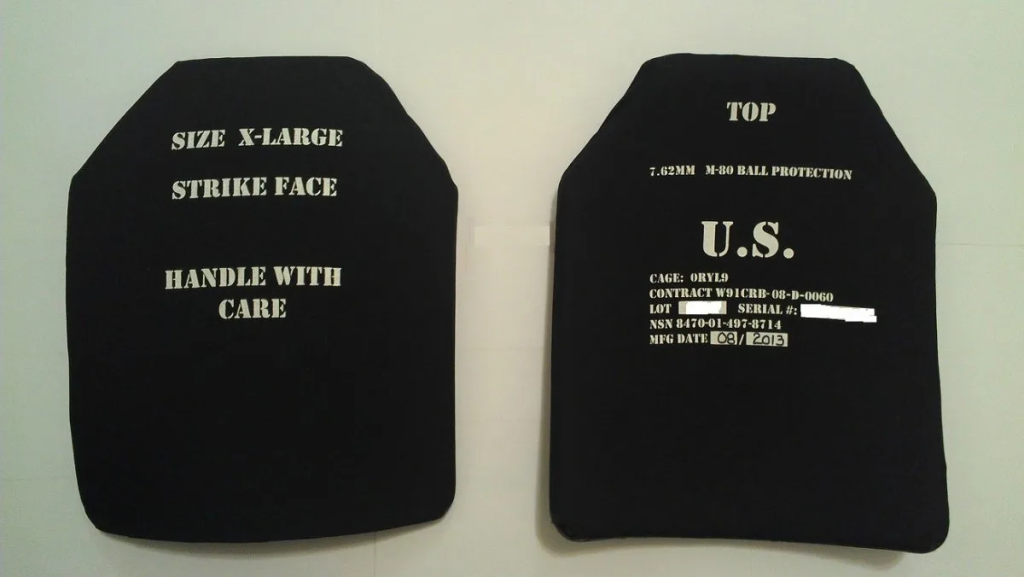 SIZE X-LARGE
STRIKE FACE
HANDLE WITH
CARE
TOP
7.62MM M-80 BALL PROTECTION
U.S.
CAGE: 0RYL9
CONTRACT W91CRB-08-D-0060
LOT SERIAL #:
NSN 8470-01-497-8714
MFG DATE 08/2013